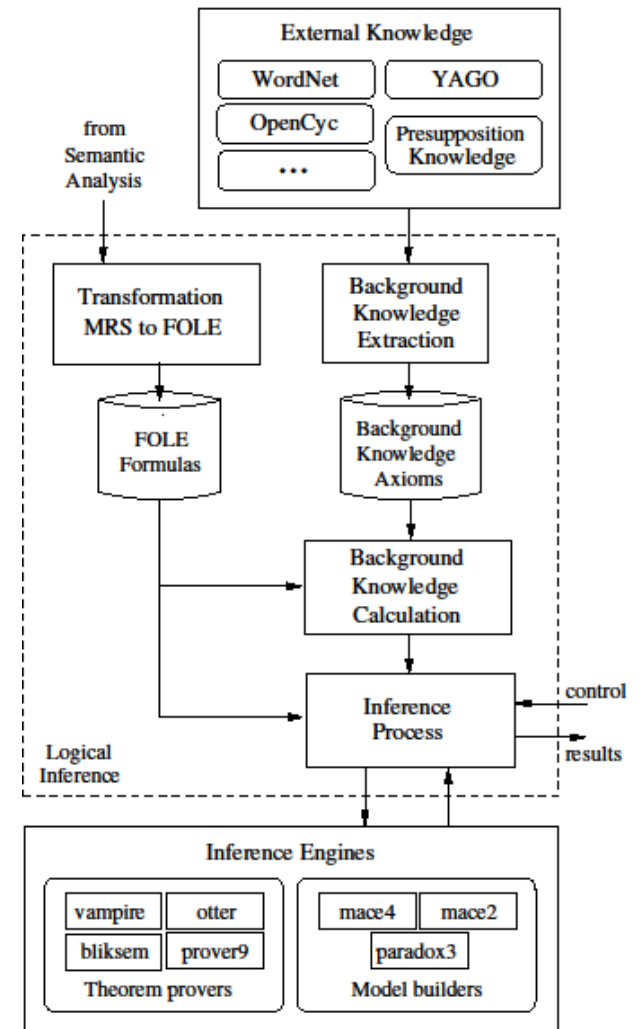 External Knowledge
WordNet
YAGO
OpenCyc
Presupposition
Knowledge
...
from
Semantic
Analysis
Transformation
MRS to FOLE
Background
Knowledge
Extraction
FOLE
Formulas
Background
Knowledge
Axioms
Background
Knowledge
Calculation
Inference
Process
control
results
Logical
Inference
Inference Engines
vampire
otter
bliksem
prover9
Theorem provers
mace4
mace2
paradox3
Model builders